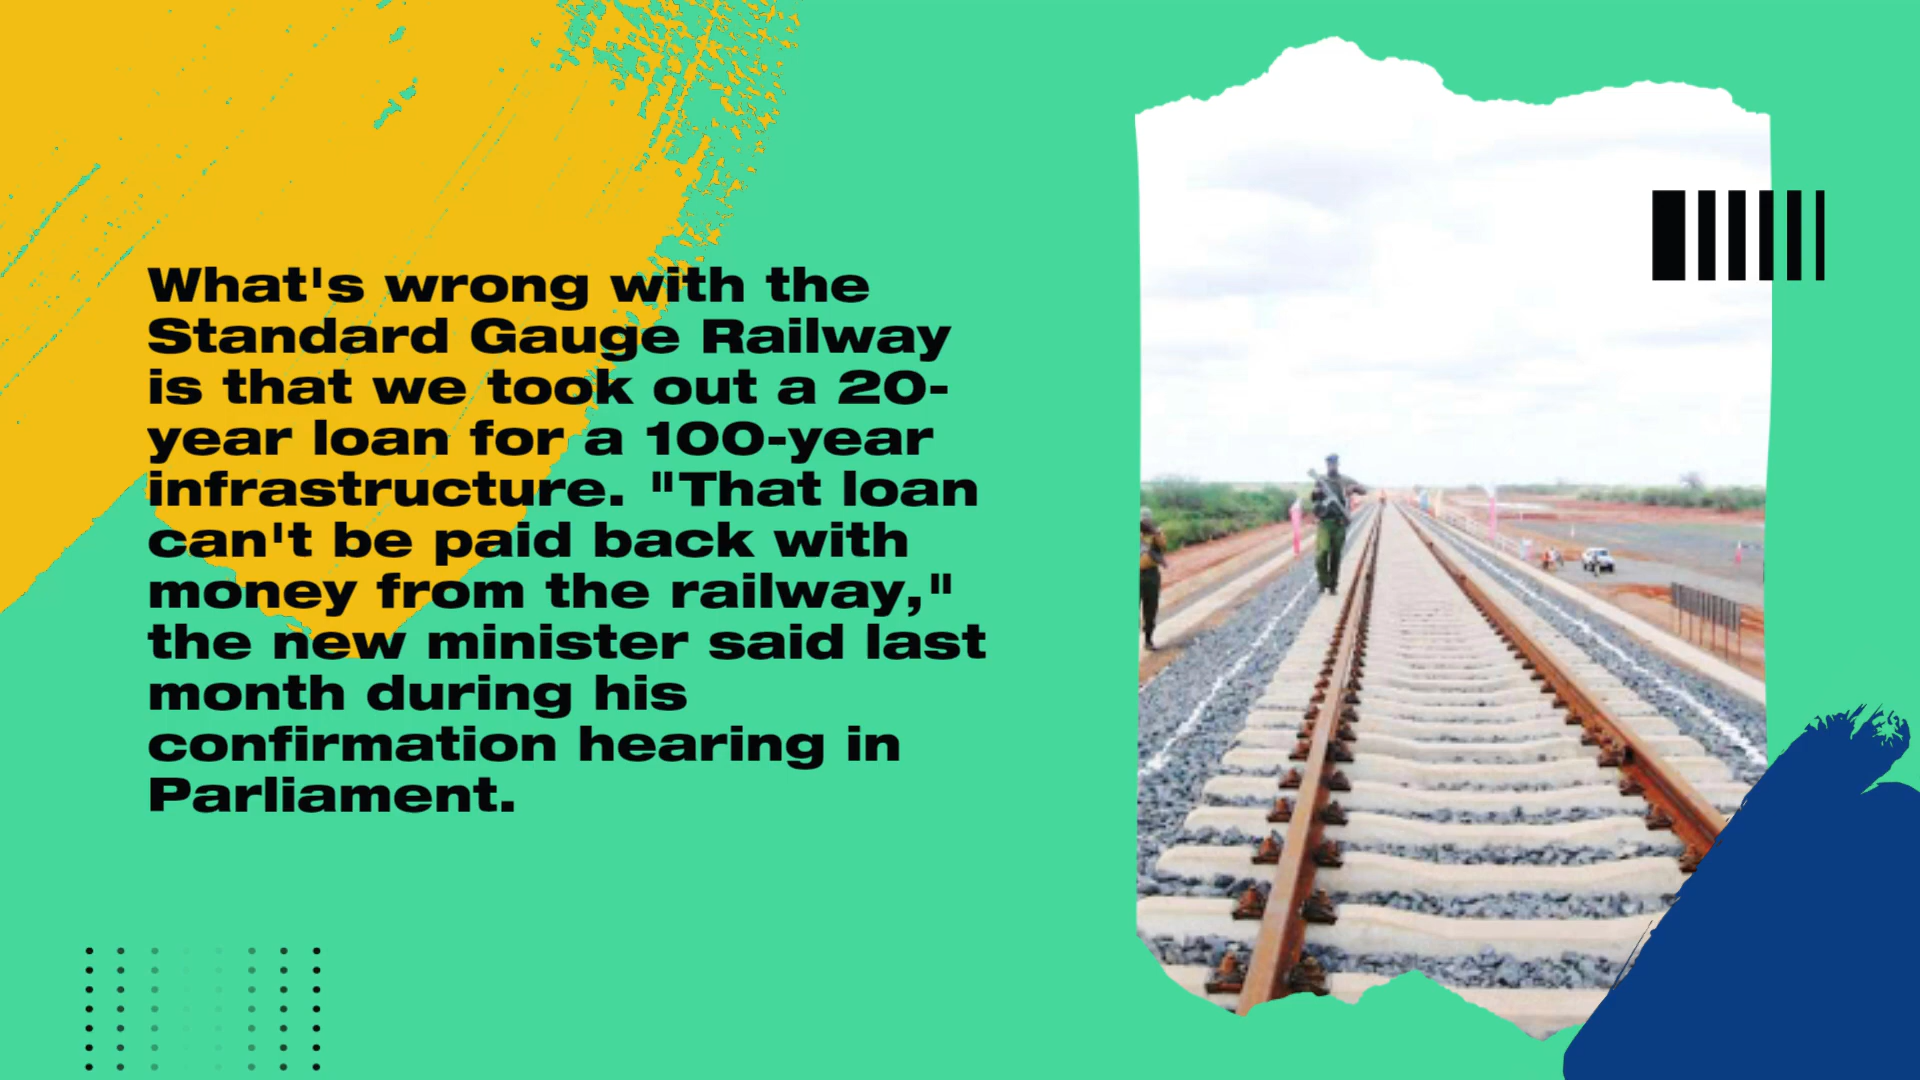 What's wrong with the
Standard Gauge Railway
is that we took out a 20-
year loan for a 100-year
infrastructure. "That loan
can't be paid back with
money from the railway,"
the new minister said last
month during his
confirmation hearing in
Parliament.